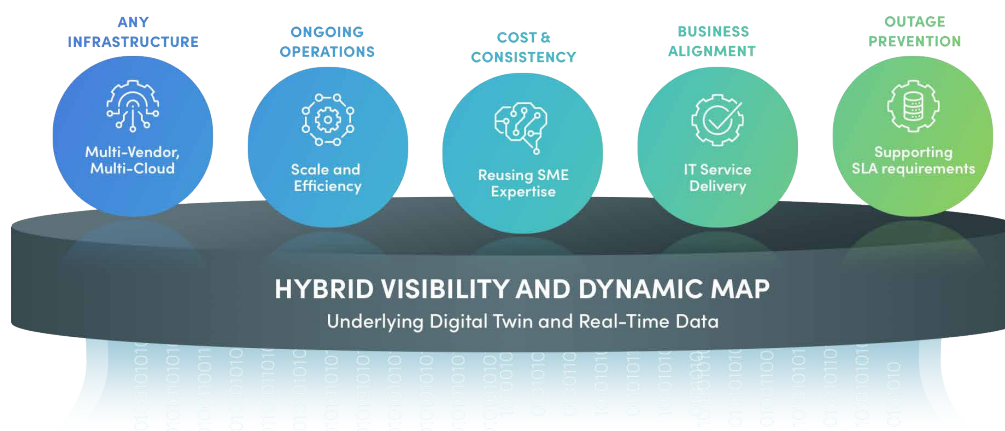 ANY
INFRASTRUCTURE
Multi-Vendor,
Multi-Cloud
ONGOING
OPERATIONS
Scale and
Efficiency
COST &
CONSISTENCY
Reusing SME
Expertise
BUSINESS
ALIGNMENT
IT Service
Delivery
OUTAGE
PREVENTION
Supporting
SLA requirements
HYBRID VISIBILITY AND DYNAMIC MAP
Underlying Digital Twin and Real-Time Data